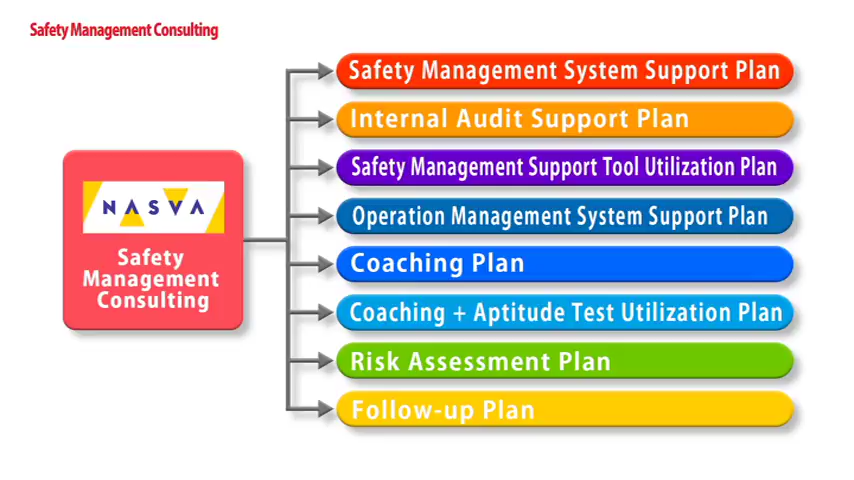 Safety Management Consulting
NASVA
Safety
Management
Consulting
Safety Management System Support Plan
Internal Audit Support Plan
Safety Management Support Tool Utilization Plan
Operation Management System Support Plan
Coaching Plan
Coaching + Aptitude Test Utilization Plan
Risk Assessment Plan
Follow-up Plan